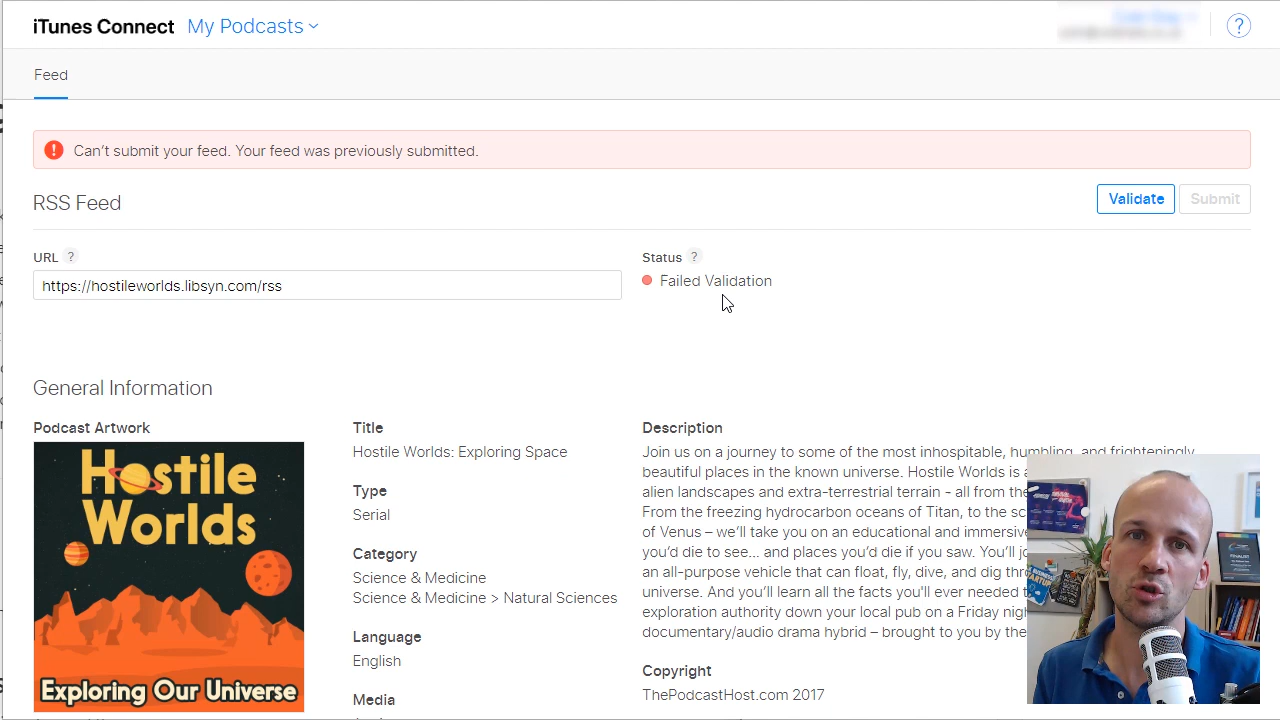 iTunes Connect My Podcasts
?
Feed
! Can't submit your feed. Your feed was previously submitted.
RSS Feed
Validate Submit
URL ?
Status ?
https://hostileworlds.libsyn.com/rss
Failed Validation
General Information
Podcast Artwork
Title
Description
Hostile
Worlds
Exploring Our Universe
Hostile Worlds: Exploring Space
Type
Serial
Category
Science & Medicine
Science & Medicine > Natural Sciences
Language
English
Media
Join us on a journey to some of the most inhospitable, humbling, and frighteningly
beautiful places in the known universe. Hostile Worlds is
alien landscapes and extra-terrestrial terrain - all from the
From the freezing hydrocarbon oceans of Titan, to the
of Venus – we'll take you on an educational and immersive
you'd die to see... and places you'd die if you saw. You'll
an all-purpose vehicle that can float, fly, dive, and dig
universe. And you'll learn all the facts you'll ever needed
exploration authority down your local pub on a Friday
documentary/audio drama hybrid – brought to you by the
Copyright
ThePodcastHost.com 2017
FINALIST
STARTUP